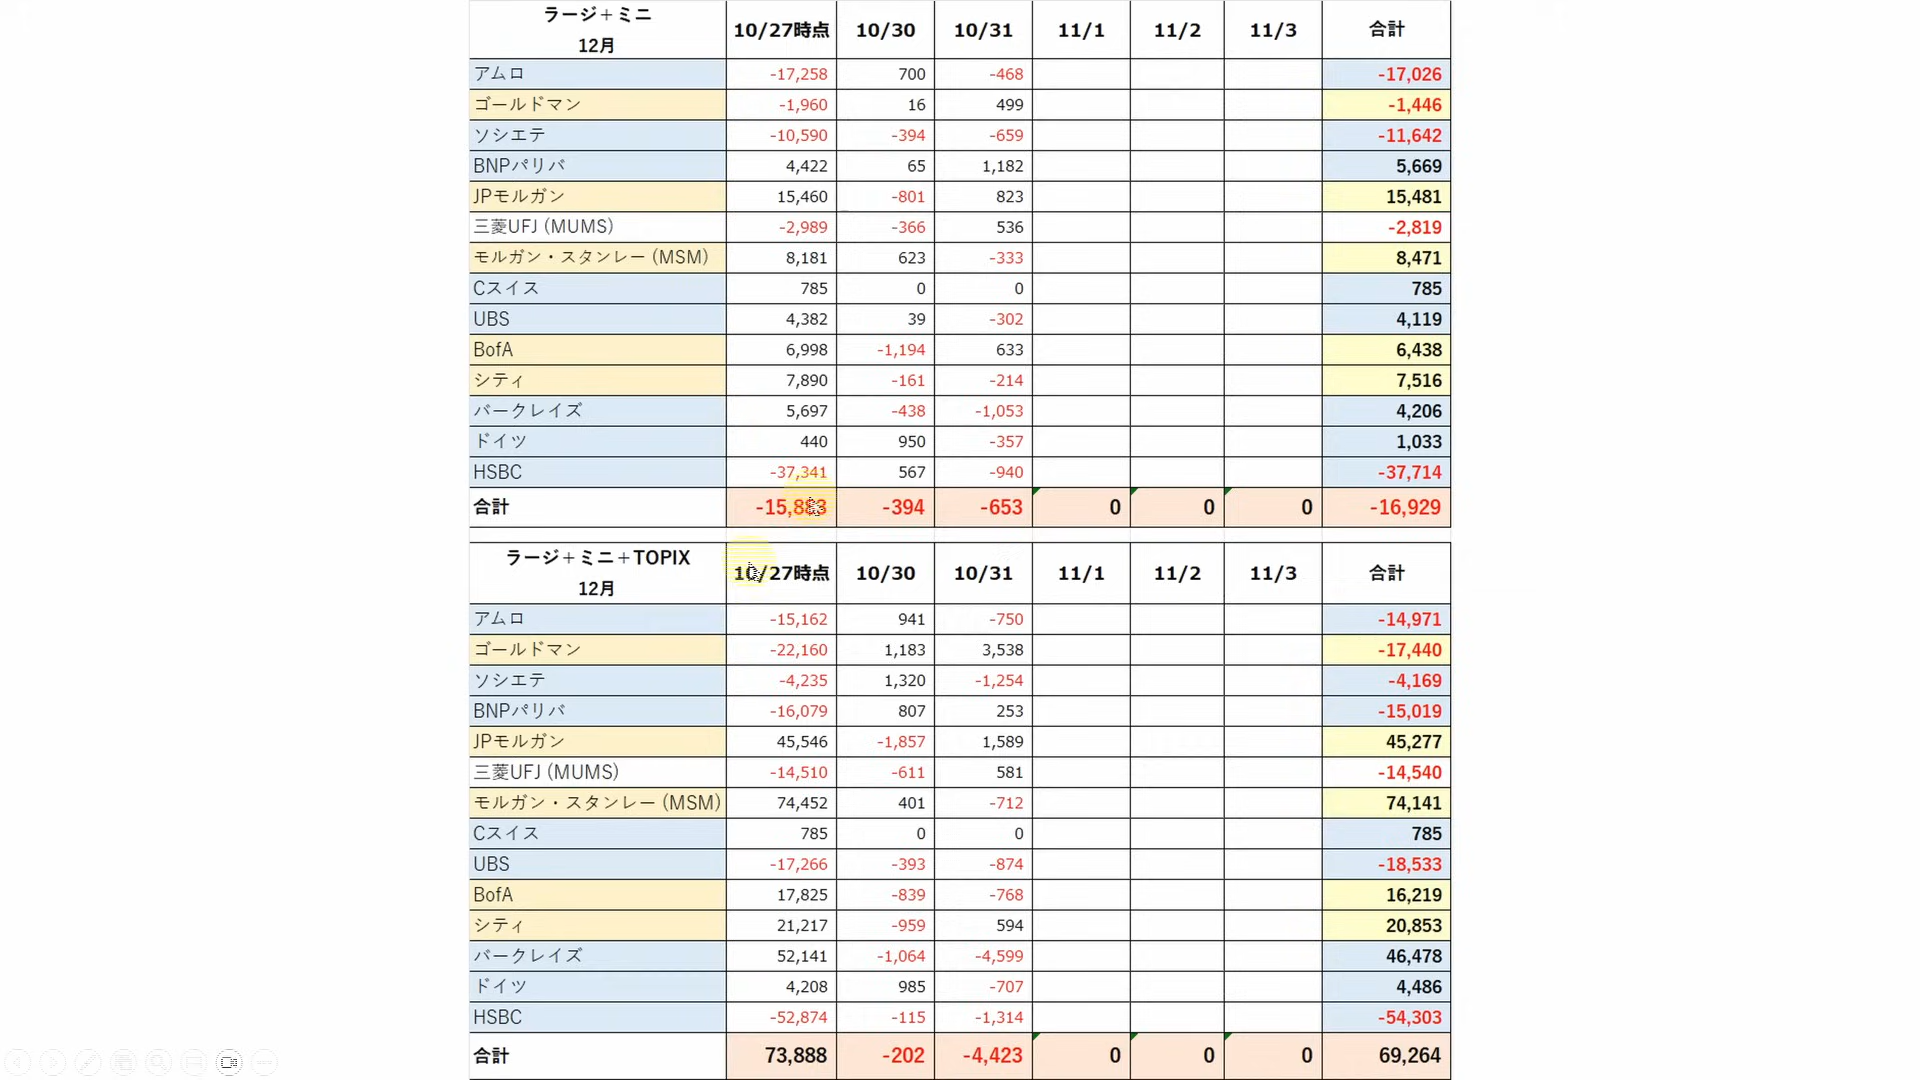 ラージ＋ミニ
12月 10/27時点 10/30 10/31 11/1 11/2 11/3 合計
アムロ -17,258 700 -468 -17,026
ゴールドマン -1,960 16 499 -1,446
ソシエテ -10,590 -394 -659 -11,642
BNPパリバ 4,422 65 1,182 5,669
JPモルガン 15,460 -801 823 15,481
三菱UFJ (MUMS) -2,989 -366 536 -2,819
モルガン・スタンレー (MSM) 8,181 623 -333 8,471
Cスイス 785 0 0 785
UBS 4,382 39 -302 4,119
BofA 6,998 -1,194 633 6,438
シティ 7,890 -161 -214 7,516
バークレイズ 5,697 -438 -1,053 4,206
ドイツ 440 950 -357 1,033
HSBC -37,341 567 -940 -37,714
合計 -15,883 -394 -653 0 0 0 -16,929
ラージ＋ミニ＋TOPIX
12月 10/27時点 10/30 10/31 11/1 11/2 11/3 合計
アムロ -15,162 941 -750 -14,971
ゴールドマン -22,160 1,183 3,538 -17,440
ソシエテ -4,235 1,320 -1,254 -4,169
BNPパリバ -16,079 807 253 -15,019
JPモルガン 45,546 -1,857 1,589 45,277
三菱UFJ (MUMS) -14,510 -611 581 -14,540
モルガン・スタンレー (MSM) 74,452 401 -712 74,141
Cスイス 785 0 0 785
UBS -17,266 -393 -874 -18,533
BofA 17,825 -839 -768 16,219
シティ 21,217 -959 594 20,853
バークレイズ 52,141 -1,064 -4,599 46,478
ドイツ 4,208 985 -707 4,486
HSBC -52,874 -115 -1,314 -54,303
合計 73,888 -202 -4,423 0 0 0 69,264